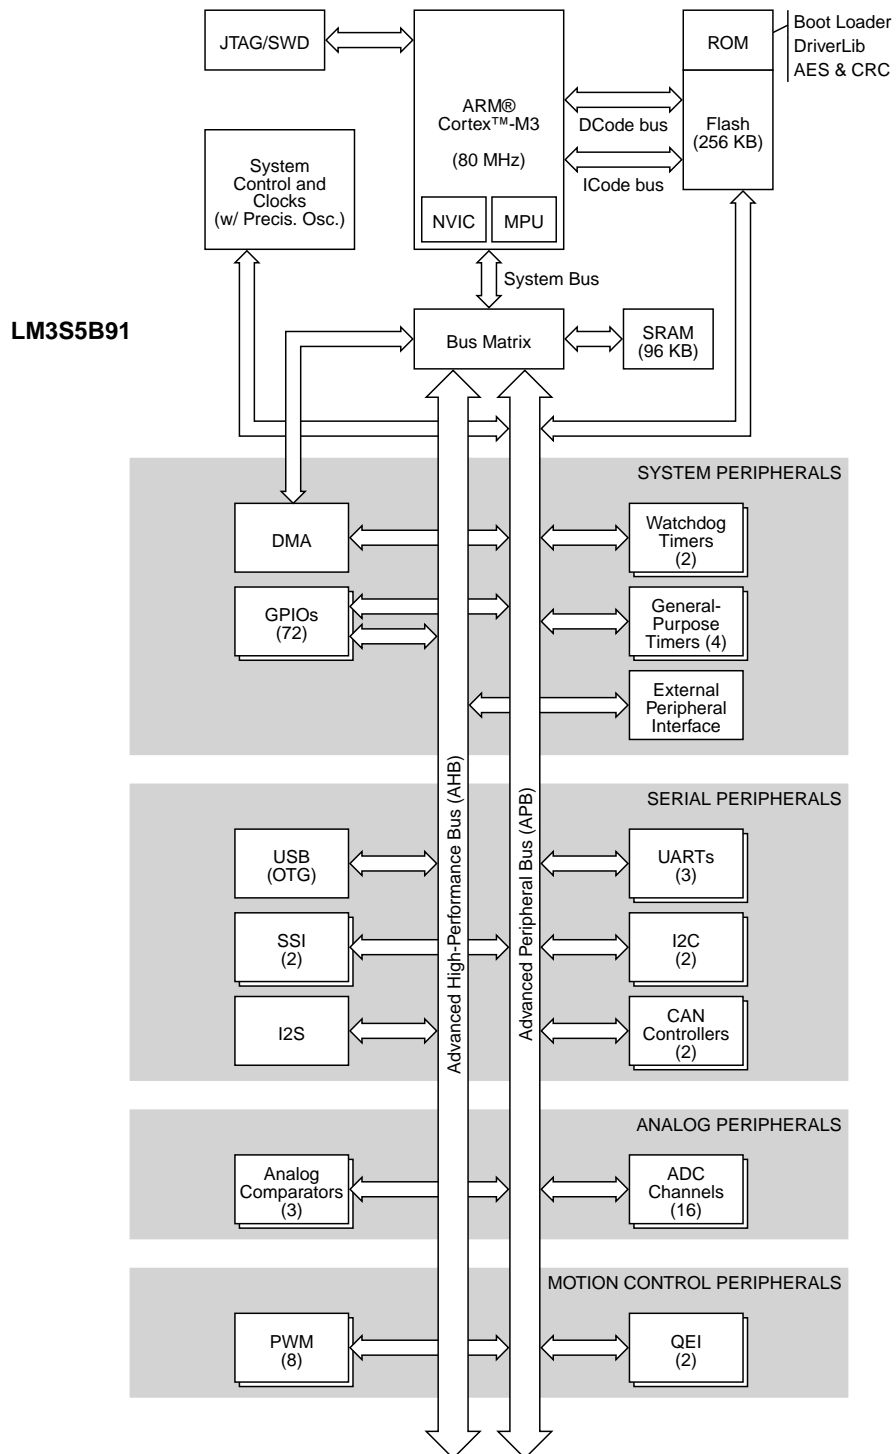 JTAG/SWD
ARM®
Cortex™-M3
(80 MHz)
NVIC
MPU
ROM
Boot Loader
DriverLib
AES & CRC
DCode bus
Flash
(256 KB)
ICode bus
System
Control and
Clocks
(w/ Precis. Osc.)
System Bus
LM3S5B91
Bus Matrix
SRAM
(96 KB)
SYSTEM PERIPHERALS
DMA
Watchdog
Timers
(2)
GPIOs
(72)
General-
Purpose
Timers (4)
External
Peripheral
Interface
Advanced High-Performance Bus (AHB)
Advanced Peripheral Bus (APB)
SERIAL PERIPHERALS
USB
(OTG)
UARTs
(3)
SSI
(2)
I2C
(2)
I2S
CAN
Controllers
(2)
ANALOG PERIPHERALS
Analog
Comparators
(3)
ADC
Channels
(16)
MOTION CONTROL PERIPHERALS
PWM
(8)
QEI
(2)